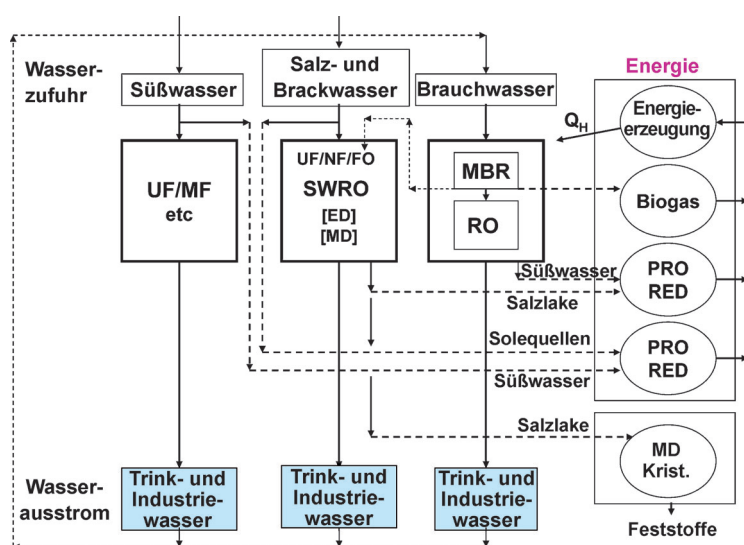 Wasser-
zufuhr
Süßwasser
Salz- und
Brackwasser
Brauchwasser
Energie
Energie-
erzeugung
Q_H
UF/MF
etc
UF/NF/FO
SWRO
[ED]
[MD]
MBR
RO
Biogas
Süßwasser
Salzlake
PRO
RED
Solequellen
Süßwasser
PRO
RED
Salzlake
MD
Krist.
Feststoffe
Wasser-
ausstrom
Trink- und
Industrie-
wasser
Trink- und
Industrie-
wasser
Trink- und
Industrie-
wasser